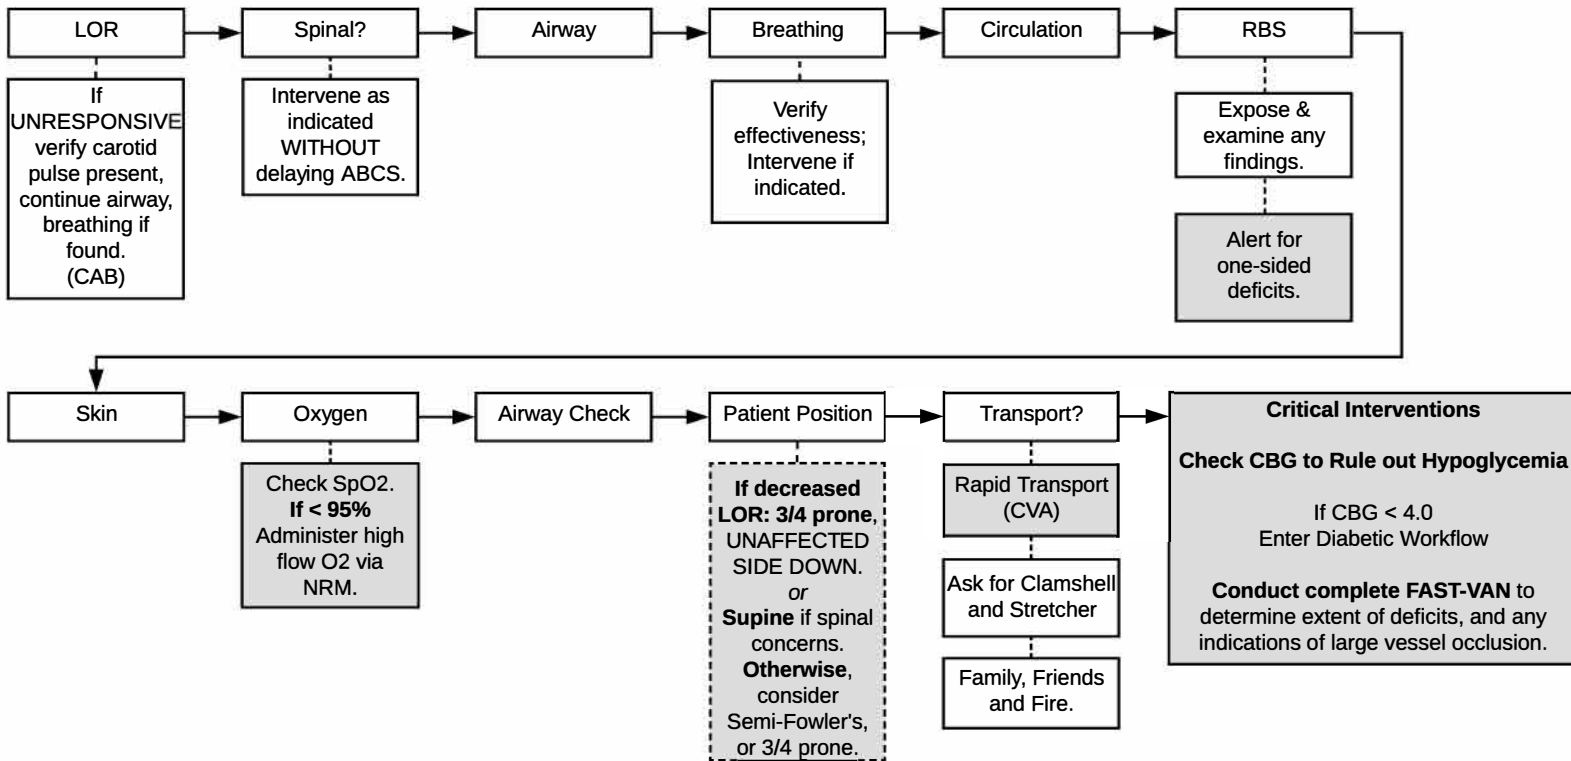 LOR
Spinal?
Airway
Breathing
Circulation
RBS
If
UNRESPONSIVE
verify carotid
pulse present,
continue airway,
breathing if
found.
(CAB)
Intervene as
indicated
WITHOUT
delaying ABCS.
Verify
effectiveness;
Intervene if
indicated.
Expose &
examine any
findings.
Alert for
one-sided
deficits.
Skin
Oxygen
Airway Check
Patient Position
Transport?
Check SpO2.
If < 95%
Administer high
flow O2 via
NRM.
If decreased
LOR: 3/4 prone,
UNAFFECTED
SIDE DOWN.
or
Supine if spinal
concerns.
Otherwise,
consider
Semi-Fowler's,
or 3/4 prone.
Rapid Transport
(CVA)
Ask for Clamshell
and Stretcher
Family, Friends
and Fire.
Critical Interventions
Check CBG to Rule out Hypoglycemia
If CBG < 4.0
Enter Diabetic Workflow
Conduct complete FAST-VAN to
determine extent of deficits, and any
indications of large vessel occlusion.